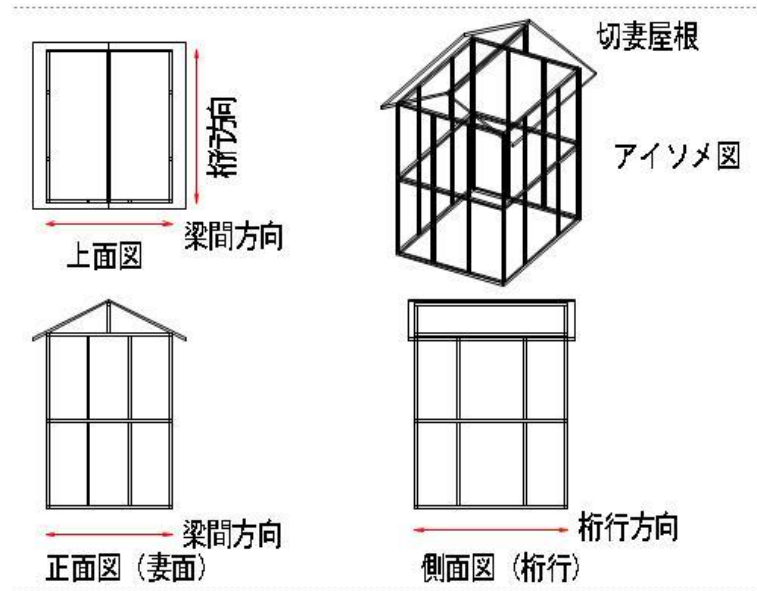 切妻屋根
桁行方向
アイソメ図
梁間方向
上面図
梁間方向
正面図（妻面）
桁行方向
側面図（桁行）